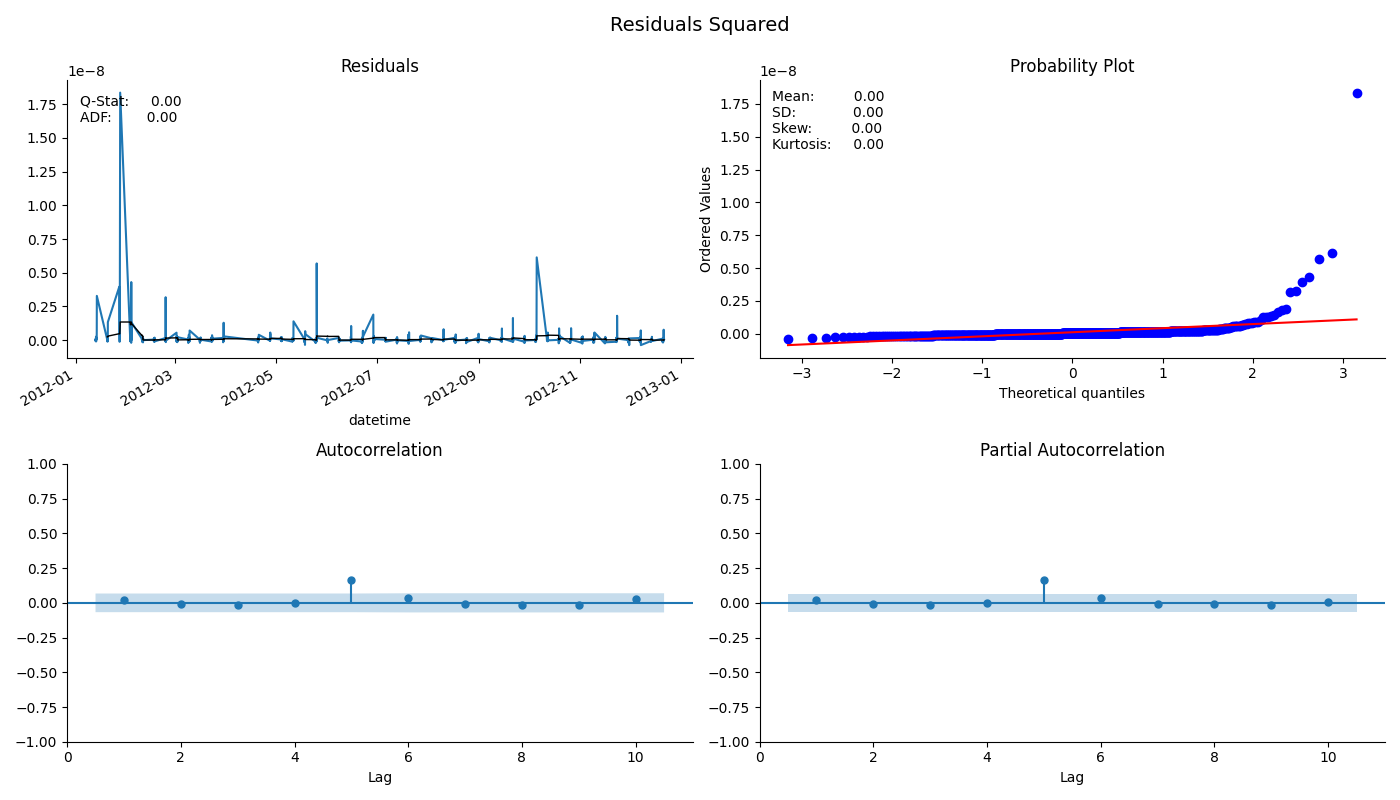 Residuals Squared
Residuals
1e−8
Q-Stat: 0.00
ADF: 0.00
1.75
1.50
1.25
1.00
0.75
0.50
0.25
0.00
2012-01
2012-03
2012-05
2012-07
2012-09
2012-11
2013-01
datetime
Probability Plot
1e−8
Mean: 0.00
SD: 0.00
Skew: 0.00
Kurtosis: 0.00
Ordered Values
1.75
1.50
1.25
1.00
0.75
0.50
0.25
0.00
−3 −2 −1 0 1 2 3
Theoretical quantiles
Autocorrelation
1.00
0.75
0.50
0.25
0.00
−0.25
−0.50
−0.75
−1.00
0 2 4 6 8 10
Lag
Partial Autocorrelation
1.00
0.75
0.50
0.25
0.00
−0.25
−0.50
−0.75
−1.00
0 2 4 6 8 10
Lag